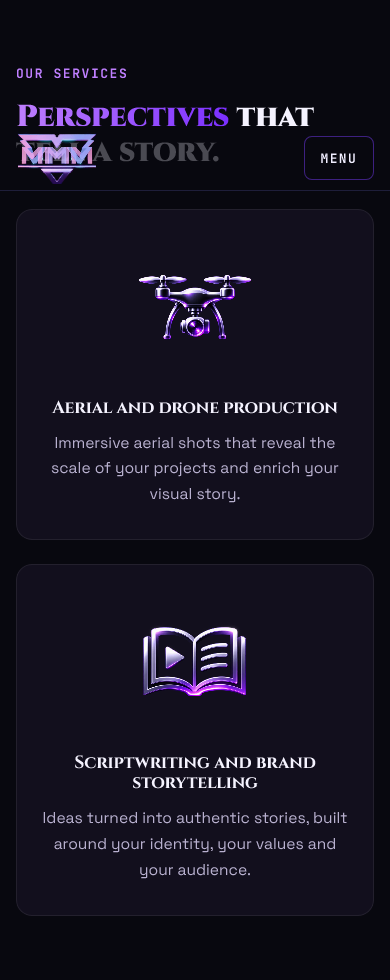 OUR SERVICES
Perspectives that
tell a story.
MMM
MENU
Aerial and drone production
Immersive aerial shots that reveal the
scale of your projects and enrich your
visual story.
Scriptwriting and brand
storytelling
Ideas turned into authentic stories, built
around your identity, your values and
your audience.